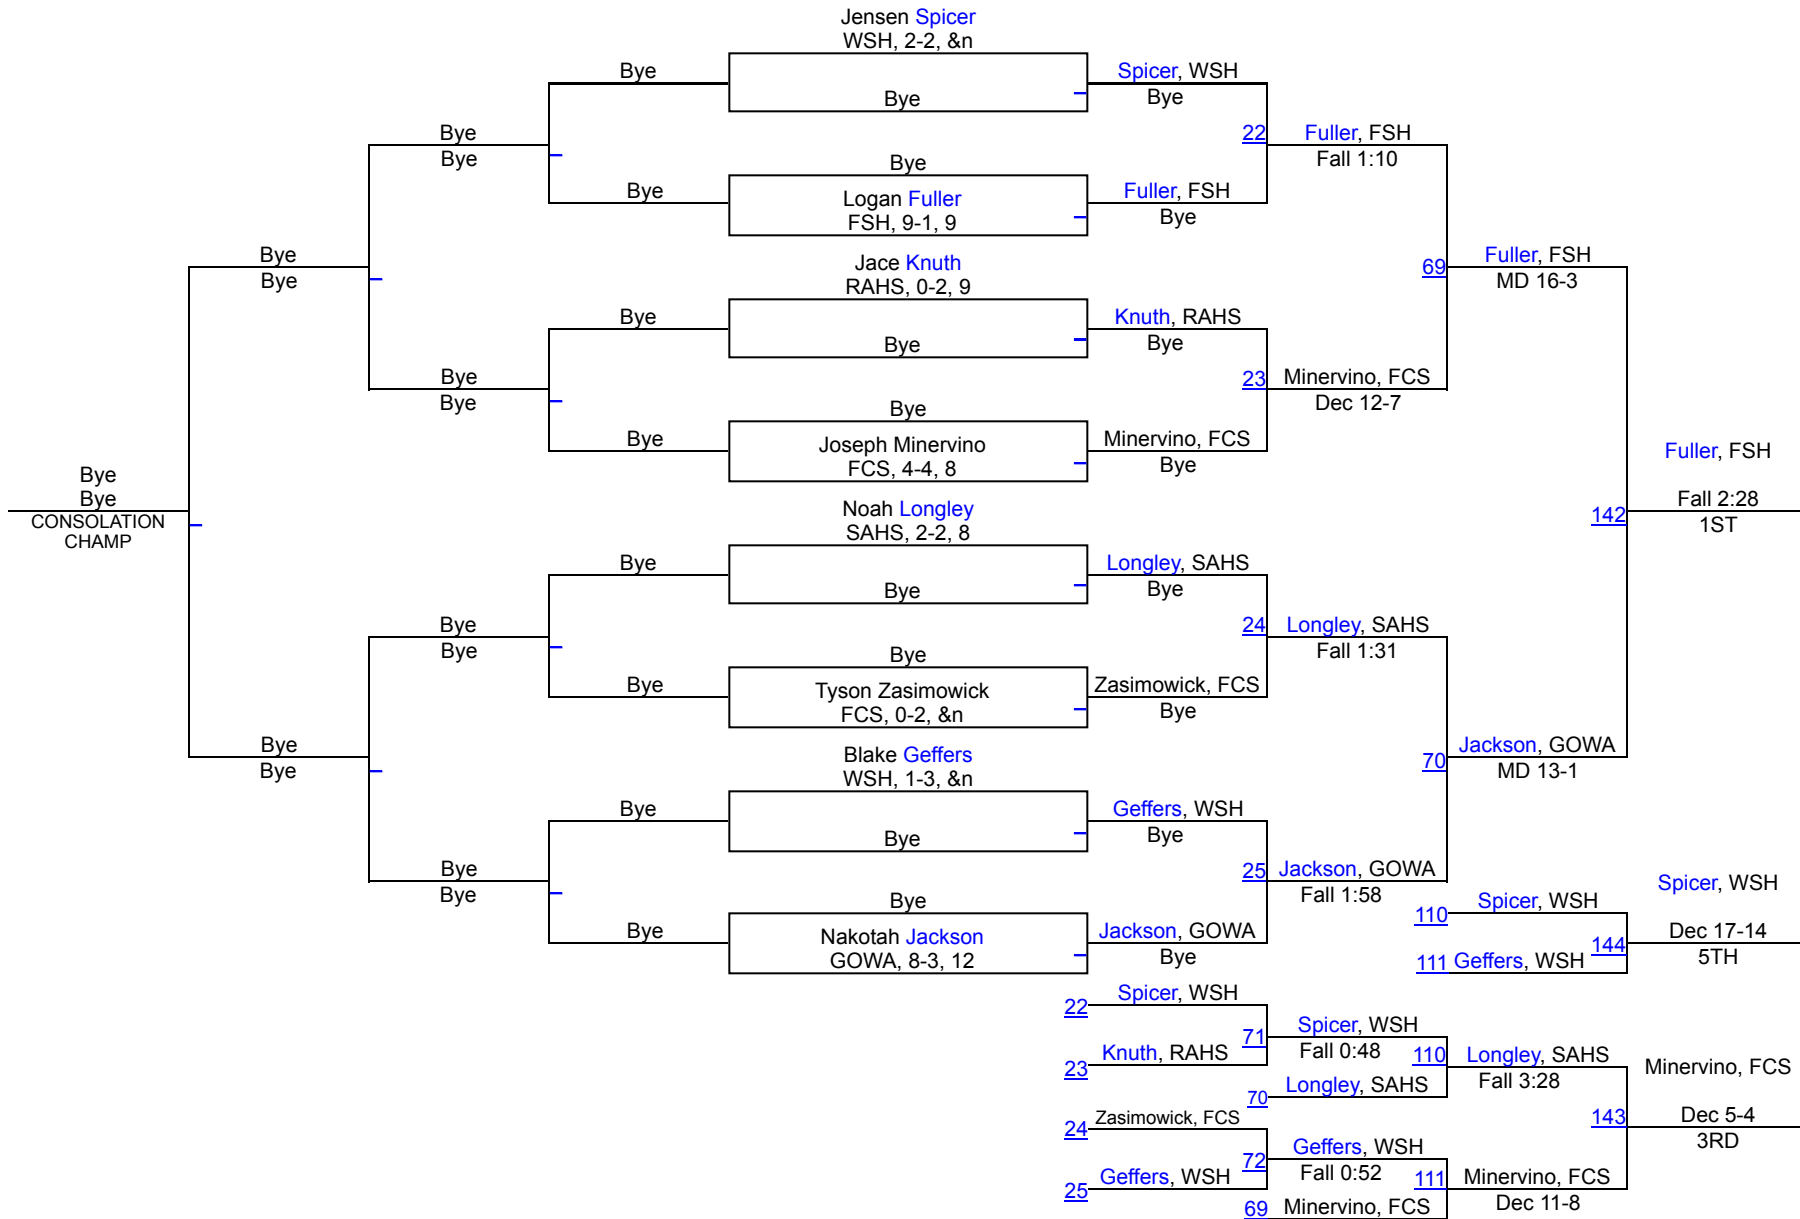 Jensen Spicer
WSH, 2-2, &n
Bye
Bye
Spicer, WSH
Bye
Bye
Bye
22
Fuller, FSH
Fall 1:10
Bye
Bye
Logan Fuller
FSH, 9-1, 9
Fuller, FSH
Bye
Bye
Bye
69
Fuller, FSH
MD 16-3
Jace Knuth
RAHS, 0-2, 9
Bye
Bye
Knuth, RAHS
Bye
Bye
Bye
23
Minervino, FCS
Dec 12-7
Bye
Bye
Joseph Minervino
FCS, 4-4, 8
Minervino, FCS
Bye
Bye
Bye
CONSOLATION
CHAMP
142
Fuller, FSH
Fall 2:28
1ST
Noah Longley
SAHS, 2-2, 8
Bye
Bye
Longley, SAHS
Bye
Bye
Bye
24
Longley, SAHS
Fall 1:31
Bye
Bye
Tyson Zasimowick
FCS, 0-2, &n
Zasimowick, FCS
Bye
Bye
Bye
70
Jackson, GOWA
MD 13-1
Blake Geffers
WSH, 1-3, &n
Bye
Bye
Geffers, WSH
Bye
Bye
Bye
25
Jackson, GOWA
Fall 1:58
Bye
Bye
Nakotah Jackson
GOWA, 8-3, 12
Jackson, GOWA
Bye
110
Spicer, WSH
111
Geffers, WSH
144
Spicer, WSH
Dec 17-14
5TH
22
Spicer, WSH
23
Knuth, RAHS
71
Spicer, WSH
Fall 0:48
70
Longley, SAHS
110
Longley, SAHS
Fall 3:28
24
Zasimowick, FCS
25
Geffers, WSH
72
Geffers, WSH
Fall 0:52
69
Minervino, FCS
111
Minervino, FCS
Dec 11-8
143
Minervino, FCS
Dec 5-4
3RD